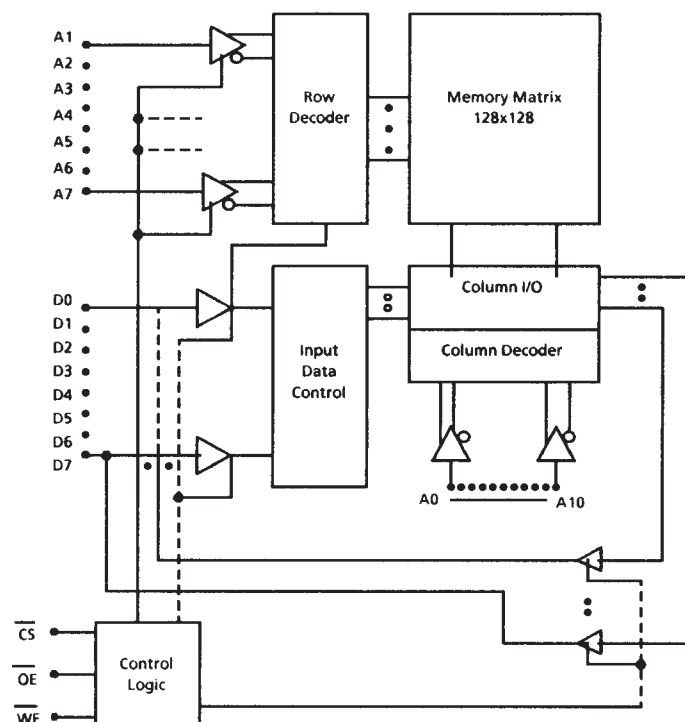 A1
A2
A3
A4
A5
A6
A7
Row
Decoder
Memory Matrix
128x128
D0
D1
D2
D3
D4
D5
D6
D7
Input
Data
Control
Column I/O
Column Decoder
A0
A10
CS
OE
WE
Control
Logic